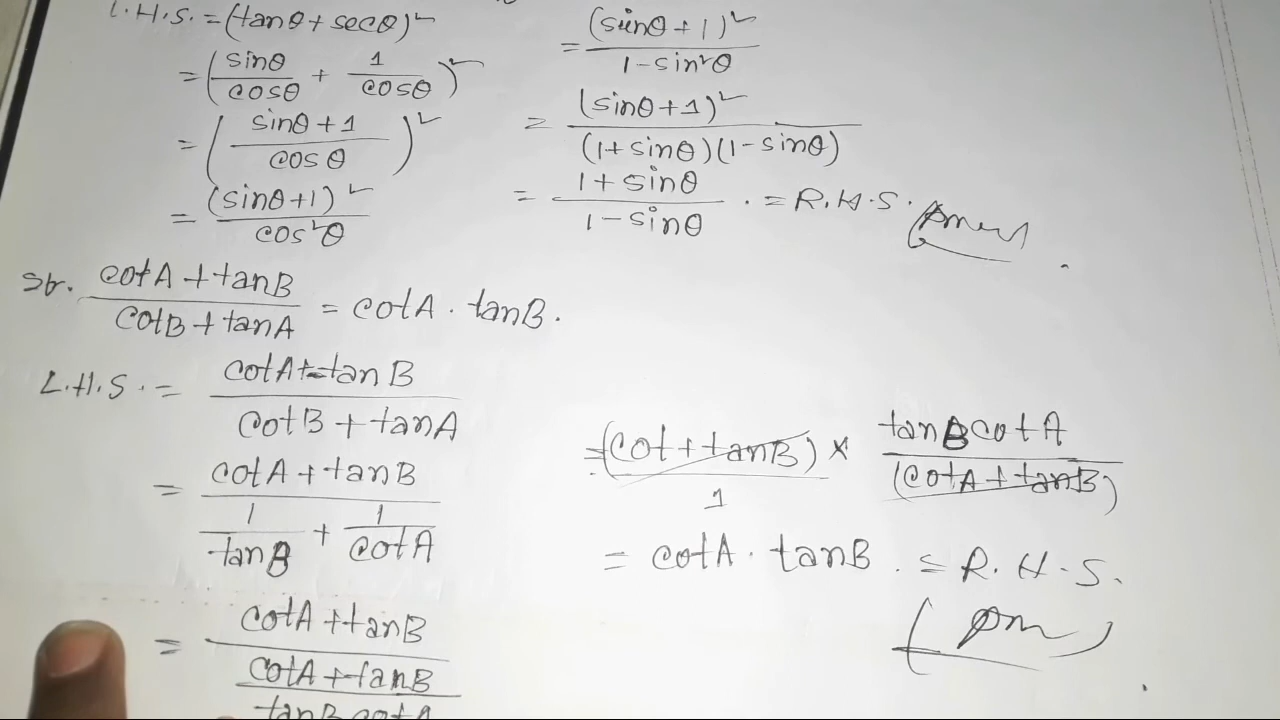 L.H.S. = (tanθ + secθ)²
= (sinθ/cosθ + 1/cosθ)²
= ((sinθ + 1)/cosθ)²
= (sinθ+1)²/cos²θ
= (sinθ + 1)²/1 - sin²θ
= (sinθ + 1)²/(1 + sinθ)(1 - sinθ)
= 1 + sinθ/1 - sinθ . = R.H.S.
cotA + tanB/cotB + tanA = cotA . tanB.
L.H.S. = cotA + tanB/cotB + tanA
= cotA + tanB/(1/tanB + 1/cotA)
= cotA + tanB/(cotA + tanB/tanB cotA)
= (cot + tanB)/1 × tanB cotA/(cotA + tanB)
= cotA . tanB . = R.H.S.